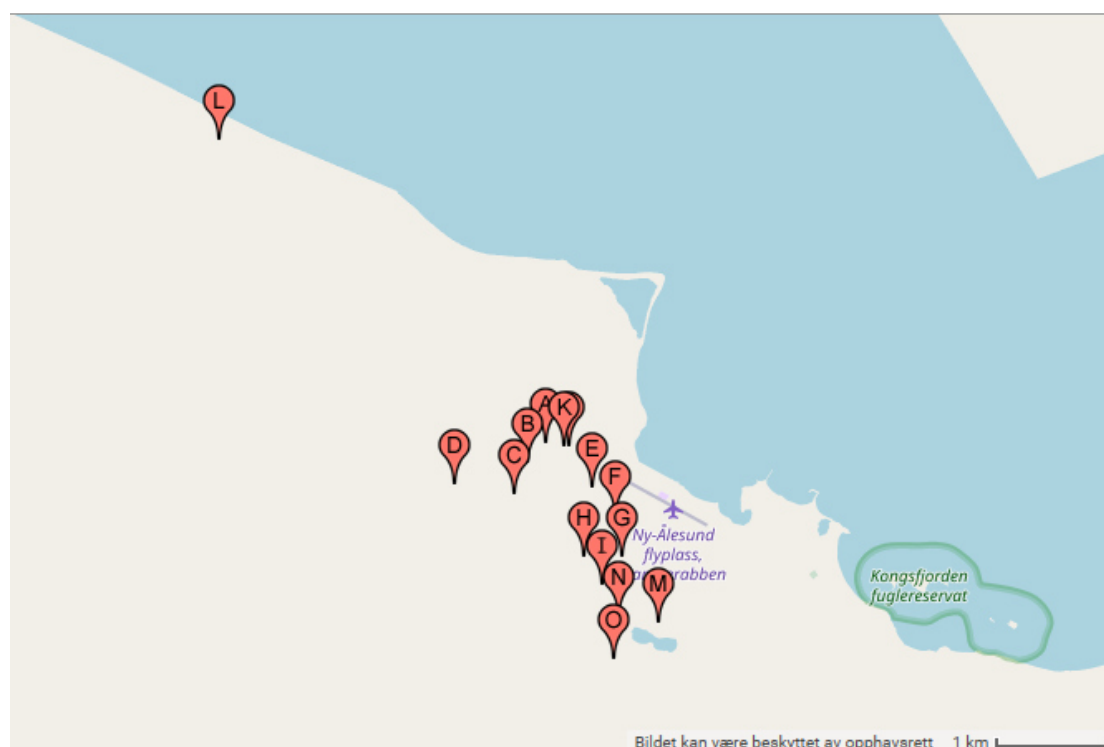 L
A
K
B
D
C
E
F
H
G
I
Ny-Ålesund
flyplass,
N
M
Kongsfjorden
fuglereservat
O
Bildet kan være beskyttet av opphavsrett 1 km